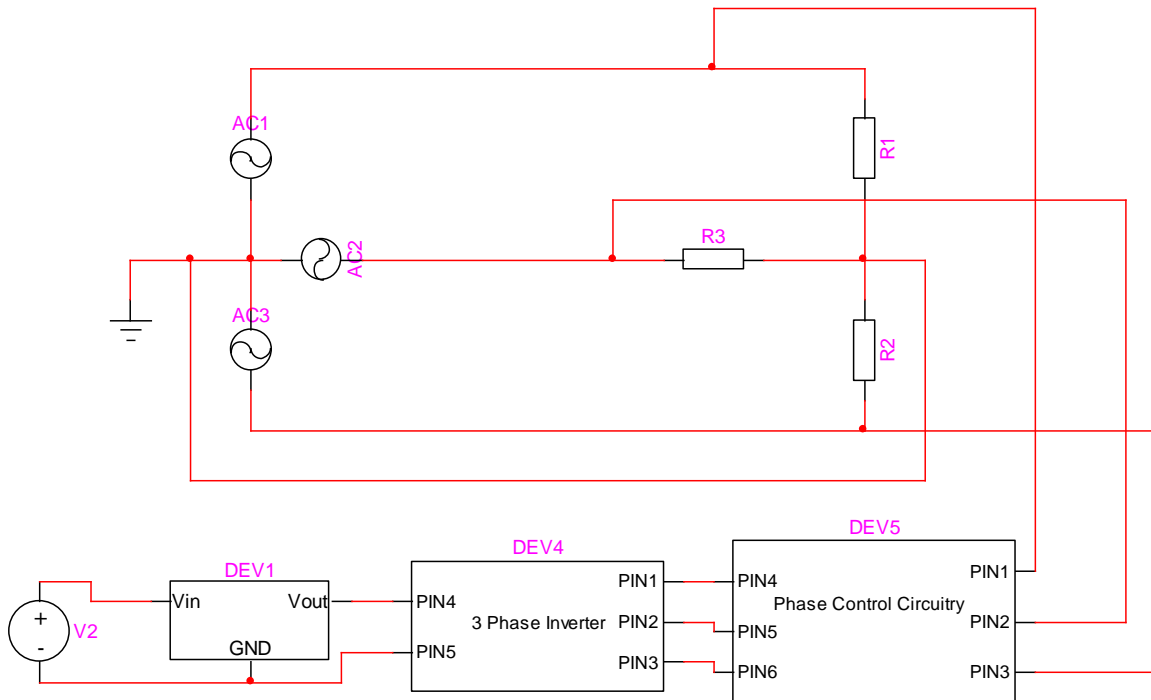 AC1
R1
R3
AC2
AC3
R2
DEV5
DEV4
DEV1
PIN1
PIN4
PIN1
Vin
Vout
PIN4
Phase Control Circuitry
+
V2
3 Phase Inverter
PIN2
PIN5
PIN2
-
GND
PIN5
PIN3
PIN6
PIN3